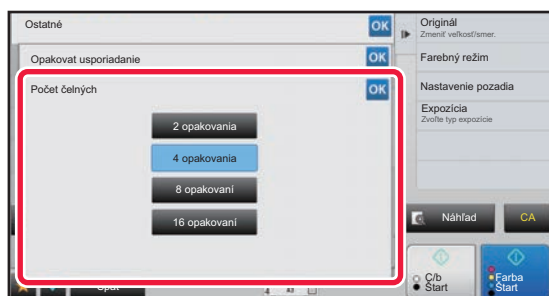 Ostatné
OK
Opakovat usporiadanie
OK
Počet čelných
OK
2 opakovania
4 opakovania
8 opakovaní
16 opakovaní
Originál
Zmeniť veľkosť/smer.
Farebný režim
Nastavenie pozadia
Expozícia
Zvoľte typ expozície
Náhľad
CA
Č/b
Štart
Farba
Štart